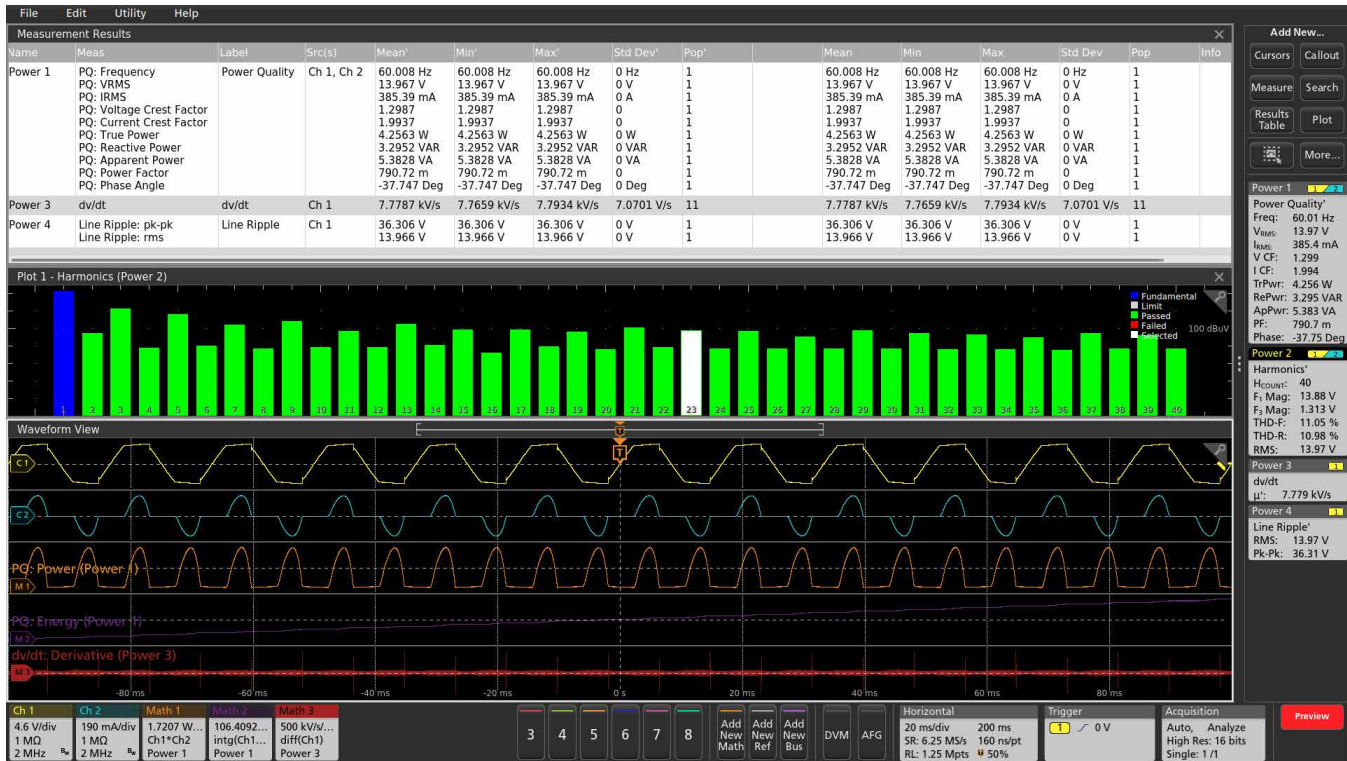 File Edit Utility Help
Measurement Results
Name Meas Label Src(s) Mean' Min' Max' Std Dev' Pop' Mean Min Max Std Dev Pop Info
Power 1 PQ: Frequency Power Quality Ch 1, Ch 2 60.008 Hz 60.008 Hz 60.008 Hz 0 Hz 1 60.008 Hz 60.008 Hz 60.008 Hz 0 Hz 1
PQ: VRMS 13.967 V 13.967 V 13.967 V 0 V 1 13.967 V 13.967 V 13.967 V 0 V 1
PQ: IRMS 385.39 mA 385.39 mA 385.39 mA 0 A 1 385.39 mA 385.39 mA 385.39 mA 0 A 1
PQ: Voltage Crest Factor 1.2987 1.2987 1.2987 0 1 1.2987 1.2987 1.2987 0 1
PQ: Current Crest Factor 1.9937 1.9937 1.9937 0 1 1.9937 1.9937 1.9937 0 1
PQ: True Power 4.2563 W 4.2563 W 4.2563 W 0 W 1 4.2563 W 4.2563 W 4.2563 W 0 W 1
PQ: Reactive Power 3.2952 VAR 3.2952 VAR 3.2952 VAR 0 VAR 1 3.2952 VAR 3.2952 VAR 3.2952 VAR 0 VAR 1
PQ: Apparent Power 5.3828 VA 5.3828 VA 5.3828 VA 0 VA 1 5.3828 VA 5.3828 VA 5.3828 VA 0 VA 1
PQ: Power Factor 790.72 m 790.72 m 790.72 m 0 1 790.72 m 790.72 m 790.72 m 0 1
PQ: Phase Angle -37.747 Deg -37.747 Deg -37.747 Deg 0 Deg 1 -37.747 Deg -37.747 Deg -37.747 Deg 0 Deg 1
Power 3 dv/dt dv/dt Ch 1 7.7787 kV/s 7.7659 kV/s 7.7934 kV/s 7.0701 V/s 11 7.7787 kV/s 7.7659 kV/s 7.7934 kV/s 7.0701 V/s 11
Power 4 Line Ripple: pk-pk Line Ripple Ch 1 36.306 V 36.306 V 36.306 V 0 V 1 36.306 V 36.306 V 36.306 V 0 V 1
Line Ripple: rms 13.966 V 13.966 V 13.966 V 0 V 1 13.966 V 13.966 V 13.966 V 0 V 1
Plot 1 - Harmonics (Power 2)
Fundamental
Limit
Passed
Failed
Selected
100 dBuV
1 2 3 4 5 6 7 8 9 10 11 12 13 14 15 16 17 18 19 20 21 22 23 24 25 26 27 28 29 30 31 32 33 34 35 36 37 38 39 40
Waveform View
T
T
C 1
C 2
PQ: Power (Power 1)
M 1
PQ: Energy (Power 1)
M 2
dv/dt: Derivative (Power 3)
M 3
-80 ms -60 ms -40 ms -20 ms 0 s 20 ms 40 ms 60 ms 80 ms
Add New...
Cursors Callout
Measure Search
Results Table Plot
More...
Power 1 1 2
Power Quality'
Freq: 60.01 Hz
VRMS: 13.97 V
IRMS: 385.4 mA
V CF: 1.299
I CF: 1.994
TrPwr: 4.256 W
RePwr: 3.295 VAR
ApPwr: 5.383 VA
PF: 790.7 m
Phase: -37.75 Deg
Power 2 1 2
Harmonics'
HCOUNT: 40
F1 Mag: 13.88 V
F3 Mag: 1.313 V
THD-F: 11.05 %
THD-R: 10.98 %
RMS: 13.97 V
Power 3 1
dv/dt
µ': 7.779 kV/s
Power 4 1
Line Ripple'
RMS: 13.97 V
Pk-Pk: 36.31 V
Ch 1
4.6 V/div
1 MΩ
2 MHz Bw
Ch 2
190 mA/div
1 MΩ
2 MHz Bw
Math 1
1.7207 W...
Ch1*Ch2
Power 1
Math 2
106.4092...
intg(Ch1...
Power 1
Math 3
500 kV/s...
diff(Ch1)
Power 3
3 4 5 6 7 8
Add New Math
Add New Ref
Add New Bus
DVM AFG
Horizontal
20 ms/div 200 ms
SR: 6.25 MS/s 160 ns/pt
RL: 1.25 Mpts 50%
Trigger
1 0 V
Acquisition
Auto, Analyze
High Res: 16 bits
Single: 1 /1
Preview